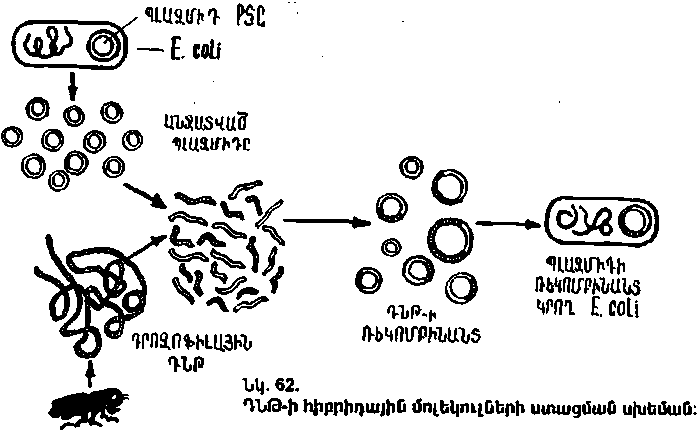 ՊԼԱԶՄԻԴ PSC
E. coli
ԱՆՋԱՏՎԱԾ
ՊԼԱԶՄԻԴԸ
ԴՐՈԶՈՖԻԼԱՅԻՆ
ԴՆԹ
ԴՆԹ-Ի
ՌԵԿՈՄԲԻՆԱՆՏ
ՊԼԱԶՄԻԴԻ
ՌԵԿՈՄԲԻՆԱՆՏ
ԿՐՈՂ E. coli
Նկ. 62.
ԴՆԹ-ի հիբրիդային մոլեկուլների ստացման սխեման: